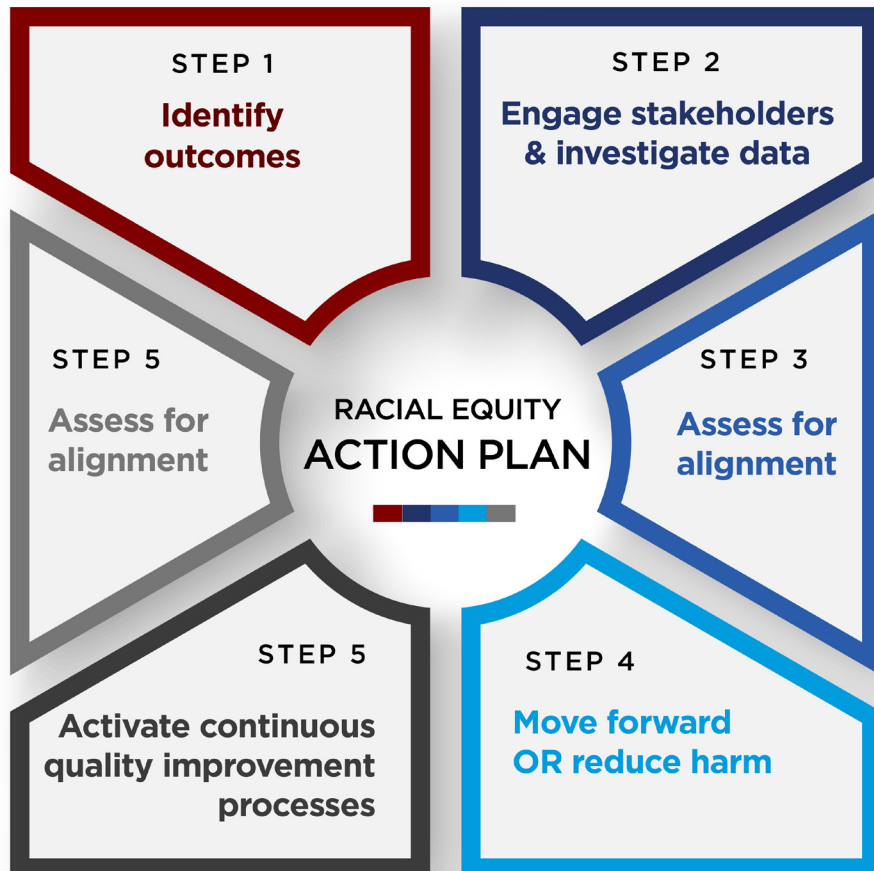 STEP 1
Identify
outcomes
STEP 2
Engage stakeholders
& investigate data
STEP 3
Assess for
alignment
STEP 4
Move forward
OR reduce harm
STEP 5
Activate continuous
quality improvement
processes
STEP 5
Assess for
alignment
RACIAL EQUITY
ACTION PLAN